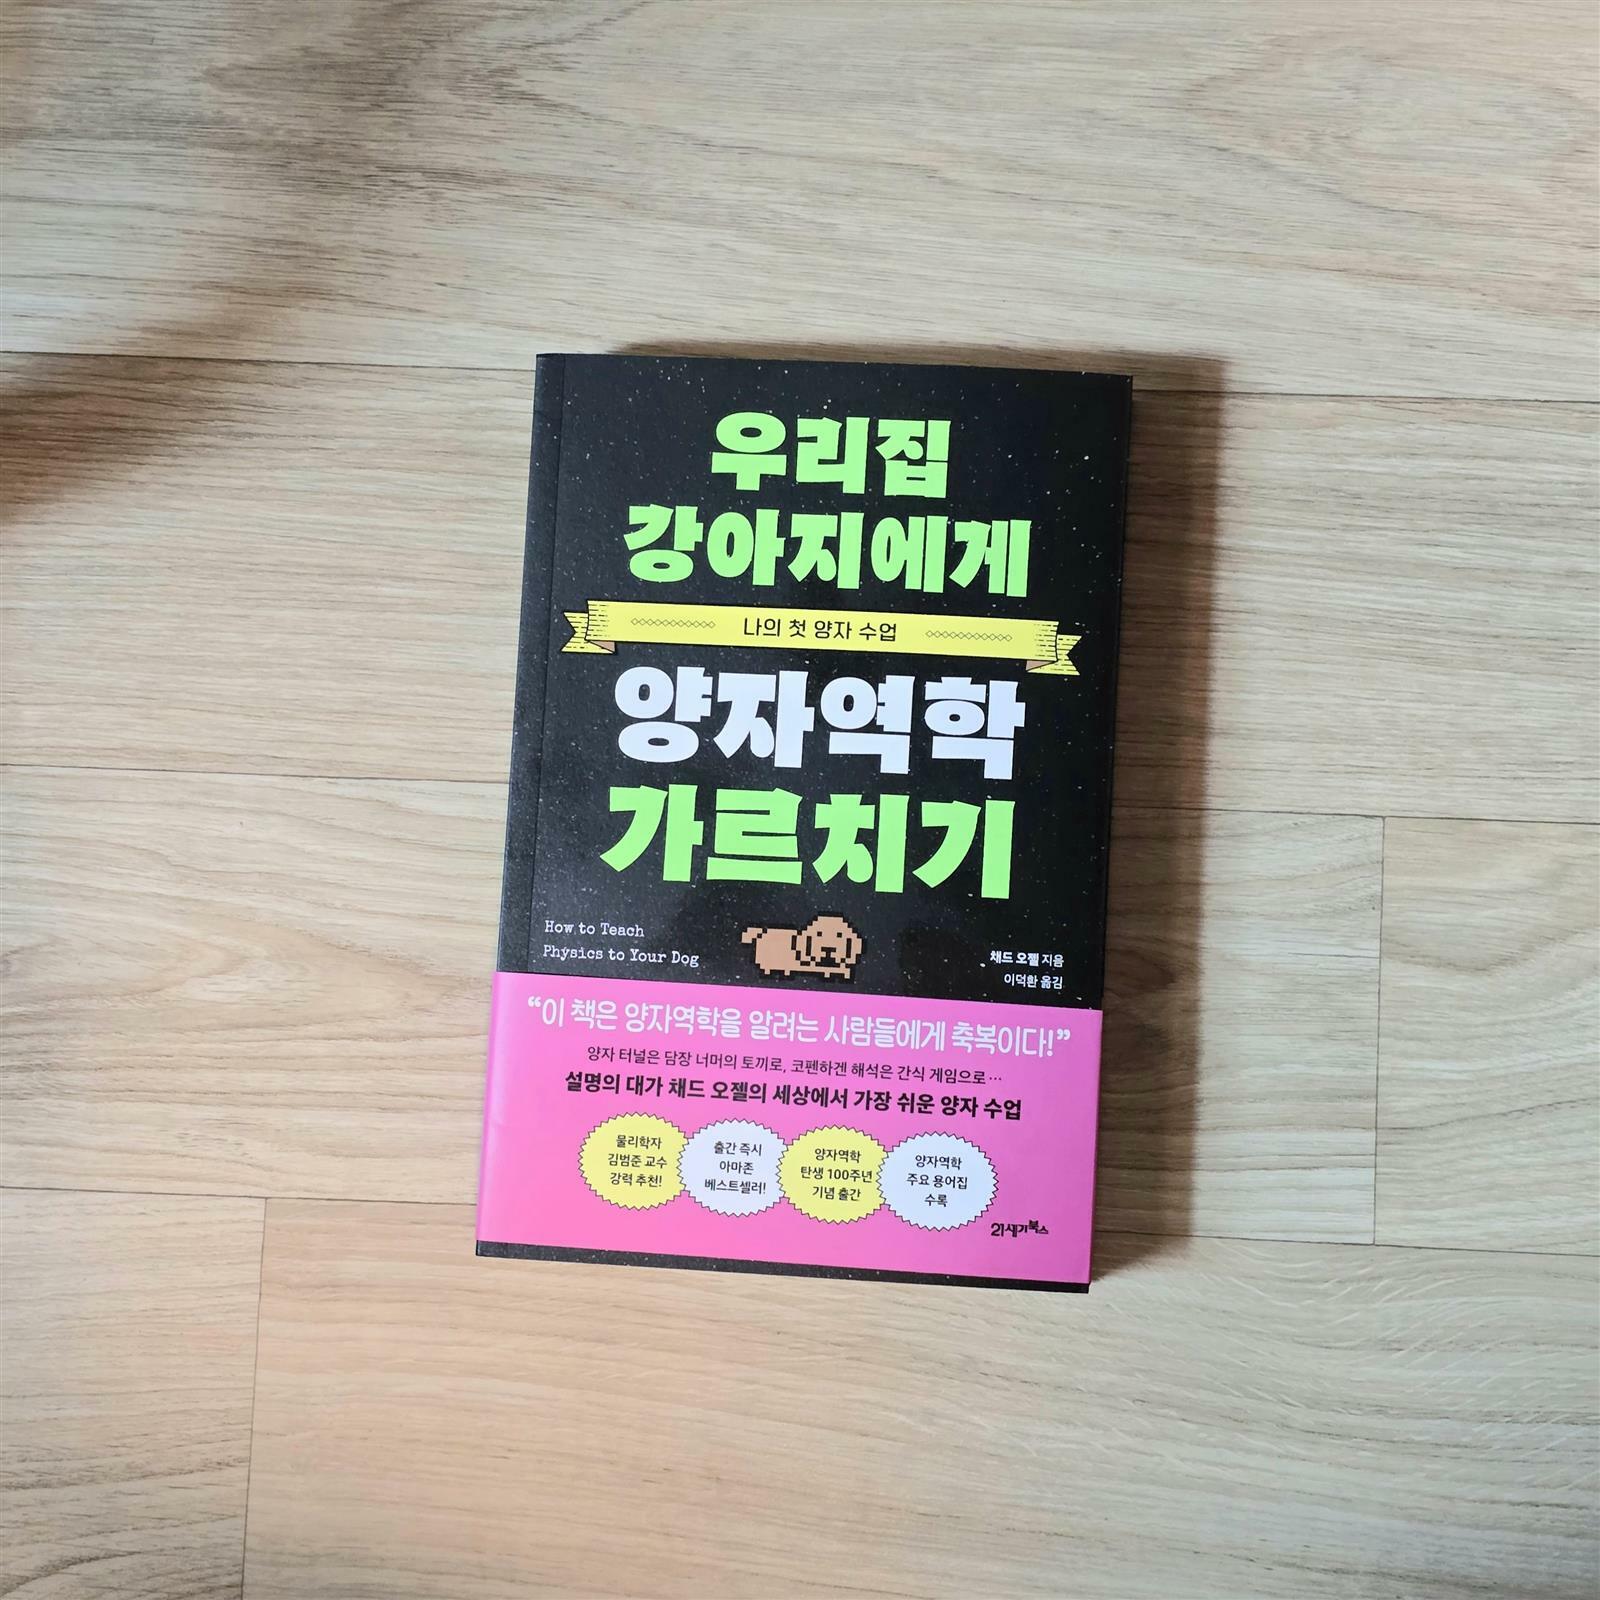 우리집
강아지에게
나의 첫 양자 수업
양자역학
가르치기
How to Teach
Physics to Your Dog
채드 오젤 지음
이덕환 옮김
“이 책은 양자역학을 알려는 사람들에게 축복이다!”
양자 터널은 담장 너머의 토끼로, 코펜하겐 해석은 간식 게임으로…
설명의 대가 채드 오젤의 세상에서 가장 쉬운 양자 수업
물리학자
김범준 교수
강력 추천!
출간 즉시
아마존
베스트셀러!
양자역학
탄생 100주년
기념 출간
양자역학
주요 용어집
수록
21세기북스